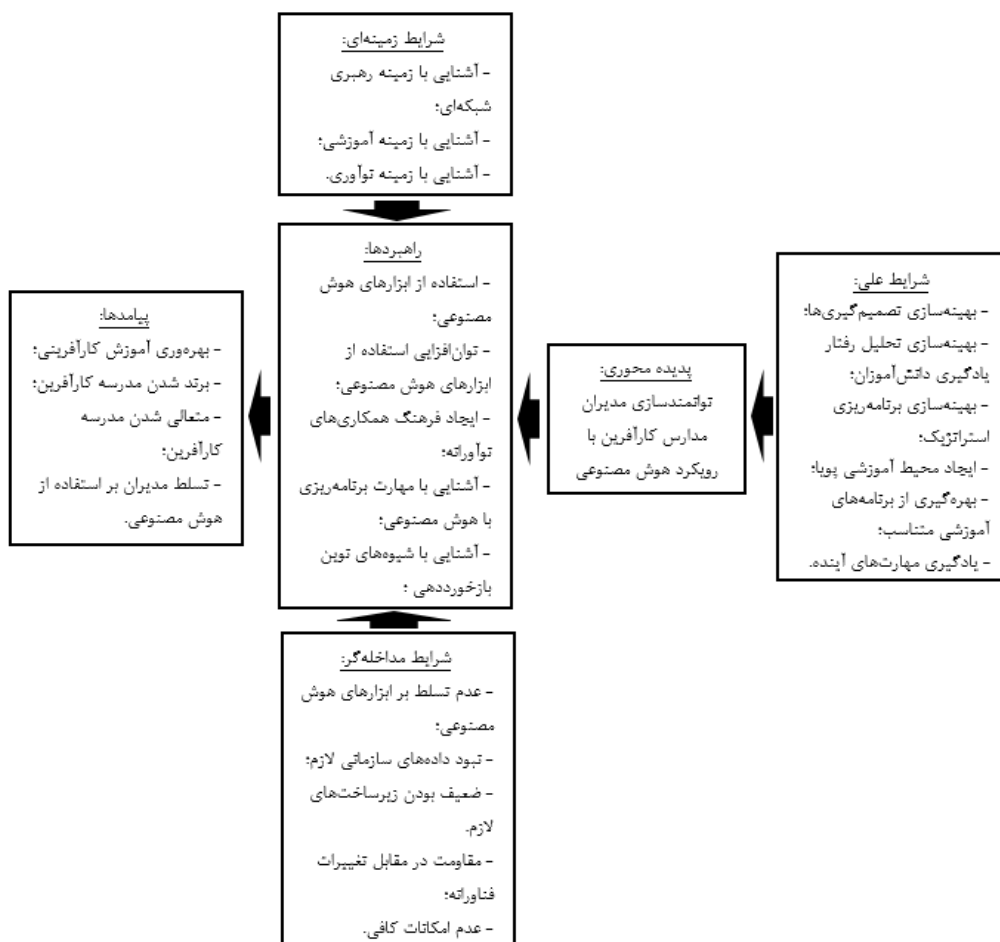 شرایط زمینه‌ای:
- آشنایی با زمینه رهبری
شبکه‌ای؛
- آشنایی با زمینه آموزشی؛
- آشنایی با زمینه نوآوری.
شرایط علی:
- بهینه‌سازی تصمیم‌گیری‌ها؛
- بهینه‌سازی تحلیل رفتار
یادگیری دانش‌آموزان؛
- بهینه‌سازی برنامه‌ریزی
استراتژیک؛
- ایجاد محیط آموزشی پویا؛
- بهره‌گیری از برنامه‌های
آموزشی متناسب؛
- یادگیری مهارت‌های آینده.
پدیده محوری:
توانمندسازی مدیران
مدارس کارآفرین با
رویکرد هوش مصنوعی
راهبردها:
- استفاده از ابزارهای هوش
مصنوعی؛
- توان‌افزایی استفاده از
ابزارهای هوش مصنوعی؛
- ایجاد فرهنگ همکاری‌های
نوآورانه؛
- آشنایی با مهارت برنامه‌ریزی
با هوش مصنوعی؛
- آشنایی با شیوه‌های نوین
بازخورددهی ؛
پیامدها:
- بهره‌وری آموزش کارآفرینی؛
- برند شدن مدرسه کارآفرین؛
- متعالی شدن مدرسه
کارآفرین؛
- تسلط مدیران بر استفاده از
هوش مصنوعی.
شرایط مداخله‌گر:
- عدم تسلط بر ابزارهای هوش
مصنوعی؛
- نبود داده‌های سازمانی لازم؛
- ضعیف بودن زیرساخت‌های
لازم.
- مقاومت در مقابل تغییرات
فناورانه؛
- عدم امکانات کافی.